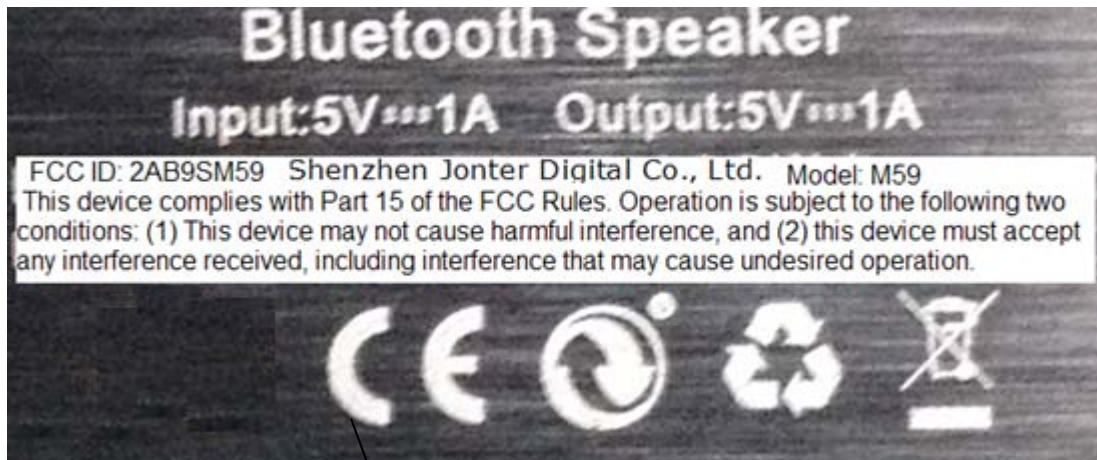 Bluetooth Speaker
Input:5V⎓1A Output:5V⎓1A
FCC ID: 2AB9SM59 Shenzhen Jonter Digital Co., Ltd. Model: M59
This device complies with Part 15 of the FCC Rules. Operation is subject to the following two
conditions: (1) This device may not cause harmful interference, and (2) this device must accept
any interference received, including interference that may cause undesired operation.
CE